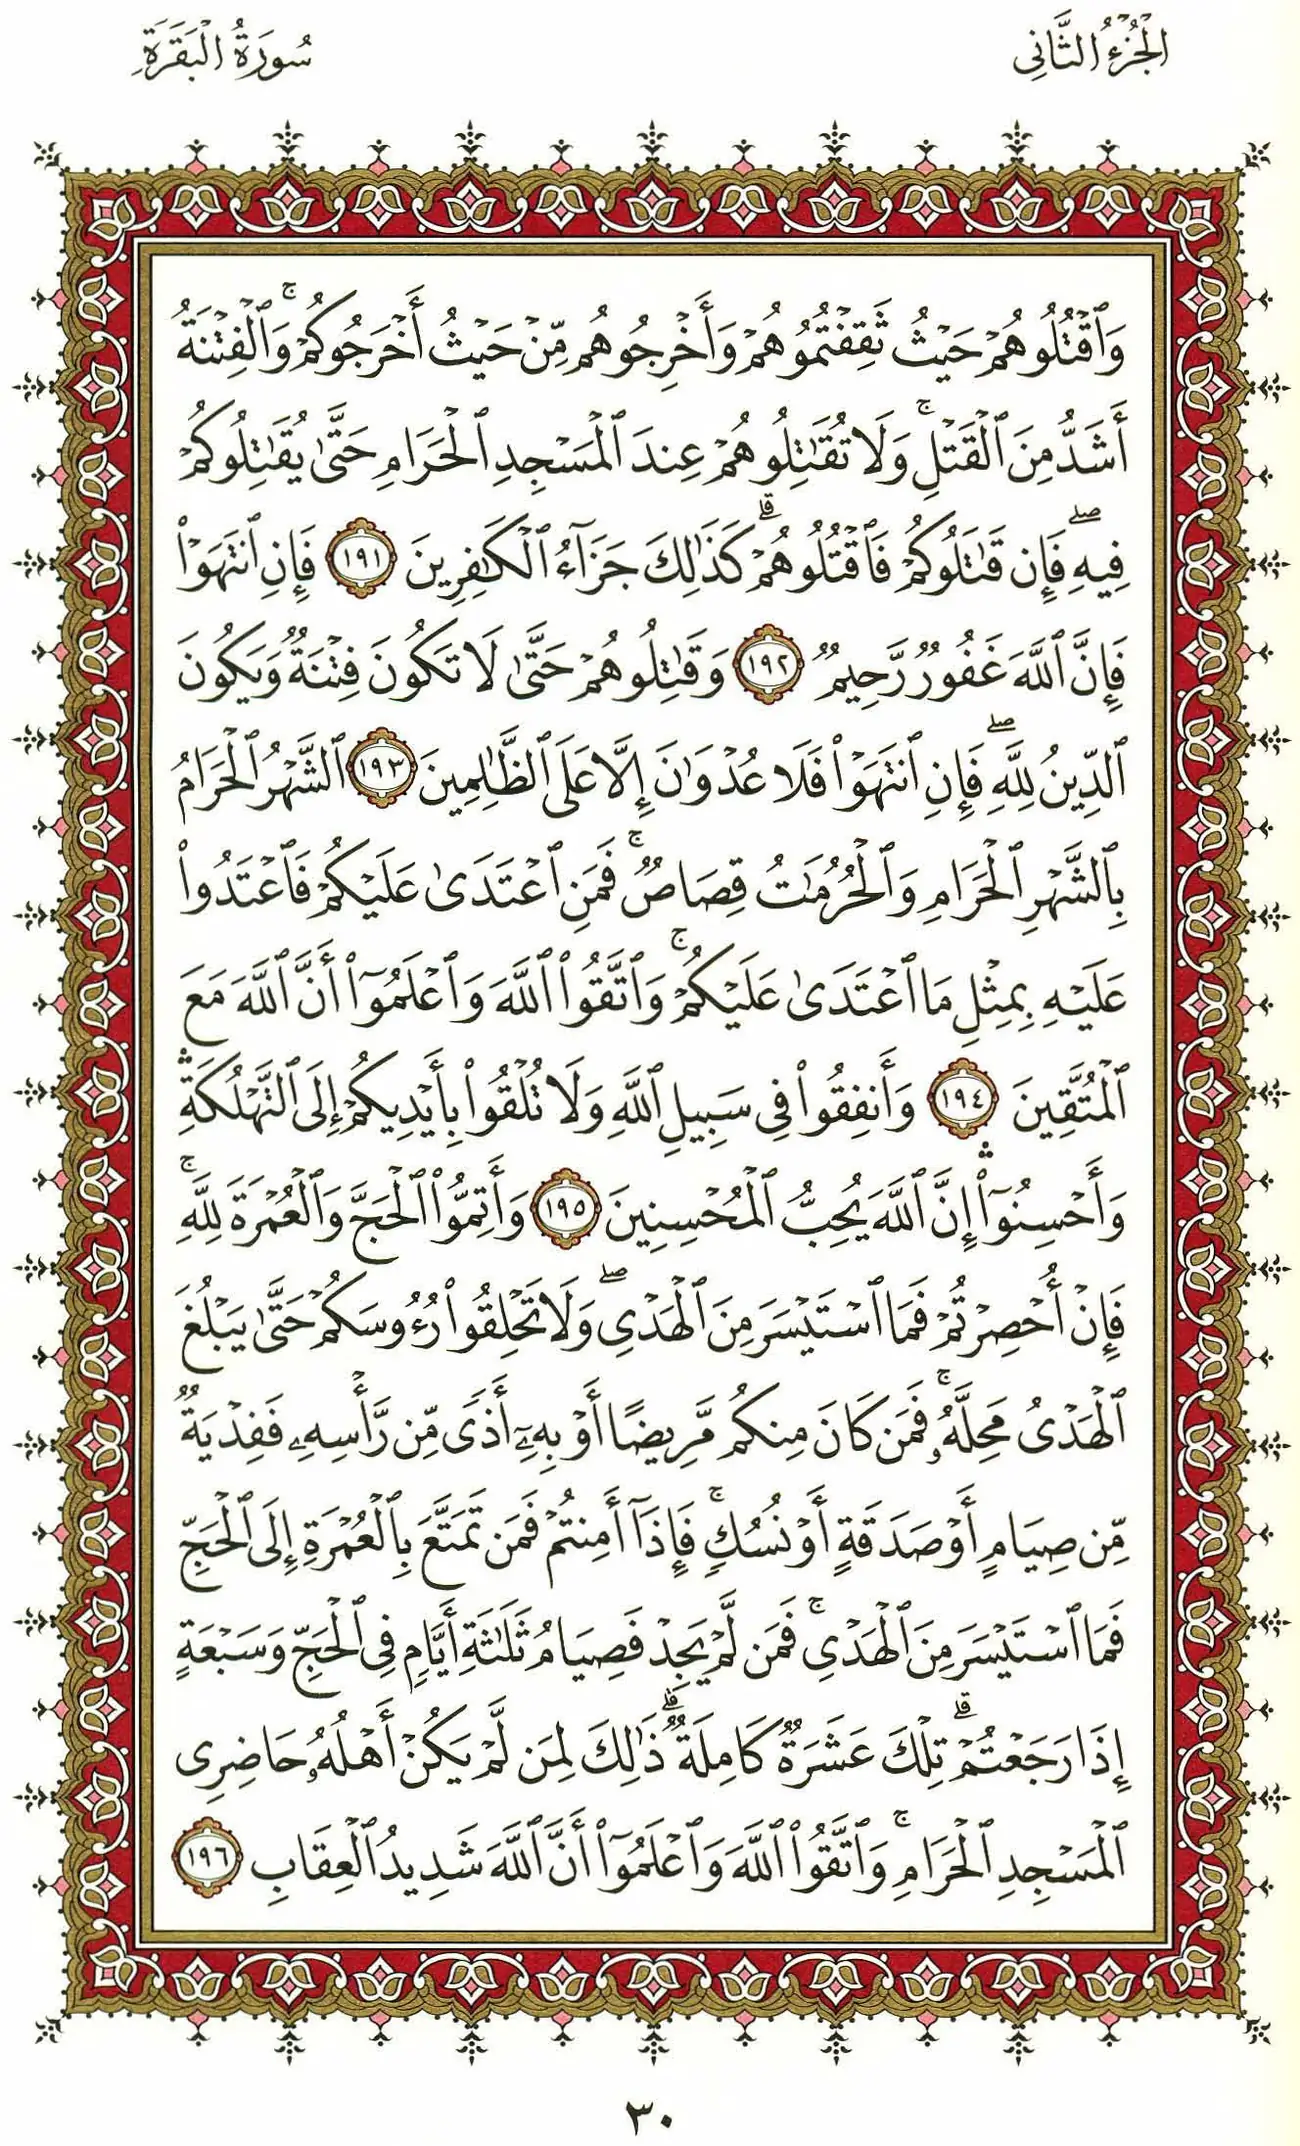 الْجُزْءُ الثَّانِي
سُورَةُ الْبَقَرَةِ
وَٱقْتُلُوهُمْ حَيْثُ ثَقِفْتُمُوهُمْ وَأَخْرِجُوهُم مِّنْ حَيْثُ أَخْرَجُوكُمْ ۚ وَٱلْفِتْنَةُ
أَشَدُّ مِنَ ٱلْقَتْلِ ۚ وَلَا تُقَٰتِلُوهُمْ عِندَ ٱلْمَسْجِدِ ٱلْحَرَامِ حَتَّىٰ يُقَٰتِلُوكُمْ
فِيهِ ۖ فَإِن قَٰتَلُوكُمْ فَٱقْتُلُوهُمْ ۗ كَذَٰلِكَ جَزَآءُ ٱلْكَٰفِرِينَ ١٩١ فَإِنِ ٱنتَهَوْا۟
فَإِنَّ ٱللَّهَ غَفُورٌ رَّحِيمٌ ١٩٢ وَقَٰتِلُوهُمْ حَتَّىٰ لَا تَكُونَ فِتْنَةٌ وَيَكُونَ
ٱلدِّينُ لِلَّهِ ۖ فَإِنِ ٱنتَهَوْا۟ فَلَا عُدْوَٰنَ إِلَّا عَلَى ٱلظَّٰلِمِينَ ١٩٣ ٱلشَّهْرُ ٱلْحَرَامُ
بِٱلشَّهْرِ ٱلْحَرَامِ وَٱلْحُرُمَٰتُ قِصَاصٌ ۚ فَمَنِ ٱعْتَدَىٰ عَلَيْكُمْ فَٱعْتَدُوا۟
عَلَيْهِ بِمِثْلِ مَا ٱعْتَدَىٰ عَلَيْكُمْ ۚ وَٱتَّقُوا۟ ٱللَّهَ وَٱعْلَمُوٓا۟ أَنَّ ٱللَّهَ مَعَ
ٱلْمُتَّقِينَ ١٩٤ وَأَنفِقُوا۟ فِى سَبِيلِ ٱللَّهِ وَلَا تُلْقُوا۟ بِأَيْدِيكُمْ إِلَى ٱلتَّهْلُكَةِ ۛ
وَأَحْسِنُوٓا۟ ۛ إِنَّ ٱللَّهَ يُحِبُّ ٱلْمُحْسِنِينَ ١٩٥ وَأَتِمُّوا۟ ٱلْحَجَّ وَٱلْعُمْرَةَ لِلَّهِ ۚ
فَإِنْ أُحْصِرْتُمْ فَمَا ٱسْتَيْسَرَ مِنَ ٱلْهَدْىِ ۖ وَلَا تَحْلِقُوا۟ رُءُوسَكُمْ حَتَّىٰ يَبْلُغَ
ٱلْهَدْىُ مَحِلَّهُۥ ۚ فَمَن كَانَ مِنكُم مَّرِيضًا أَوْ بِهِۦٓ أَذًى مِّن رَّأْسِهِۦ فَفِدْيَةٌ
مِّن صِيَامٍ أَوْ صَدَقَةٍ أَوْ نُسُكٍ ۚ فَإِذَآ أَمِنتُمْ فَمَن تَمَتَّعَ بِٱلْعُمْرَةِ إِلَى ٱلْحَجِّ
فَمَا ٱسْتَيْسَرَ مِنَ ٱلْهَدْىِ ۚ فَمَن لَّمْ يَجِدْ فَصِيَامُ ثَلَٰثَةِ أَيَّامٍ فِى ٱلْحَجِّ وَسَبْعَةٍ
إِذَا رَجَعْتُمْ ۗ تِلْكَ عَشَرَةٌ كَامِلَةٌ ۗ ذَٰلِكَ لِمَن لَّمْ يَكُنْ أَهْلُهُۥ حَاضِرِى
ٱلْمَسْجِدِ ٱلْحَرَامِ ۚ وَٱتَّقُوا۟ ٱللَّهَ وَٱعْلَمُوٓا۟ أَنَّ ٱللَّهَ شَدِيدُ ٱلْعِقَابِ ١٩٦
٣٠